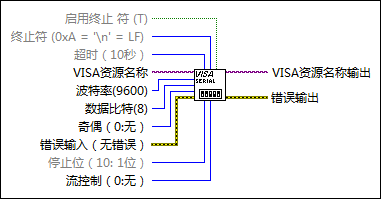 启用终止 符 (T)
终止符 (0xA = '\n' = LF)
超时（10秒）
VISA资源名称
VISA资源名称输出
VISA
SERIAL
波特率(9600)
错误输出
数据比特(8)
奇偶（0:无）
错误输入（无错误）
停止位（10: 1位）
流控制（0:无）